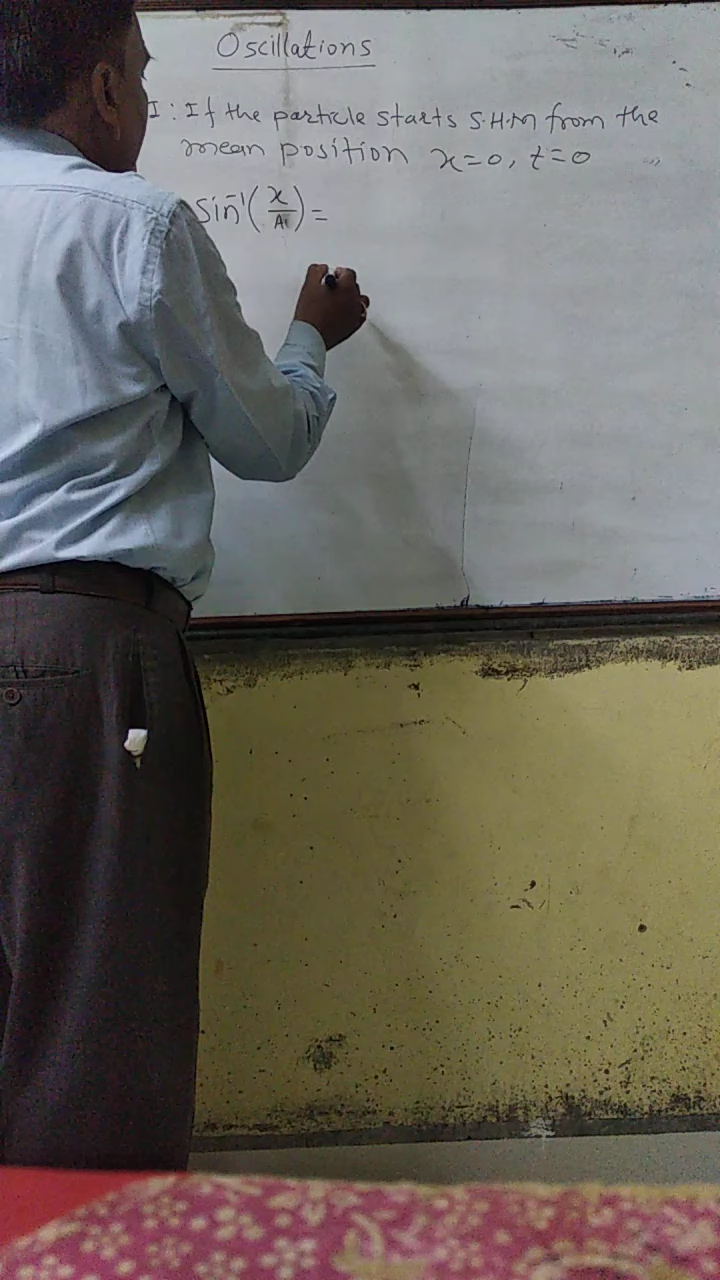 Oscillations
I: If the particle starts S.H.M from the
mean position x=0, t=0
Sin⁻¹(x/A) =